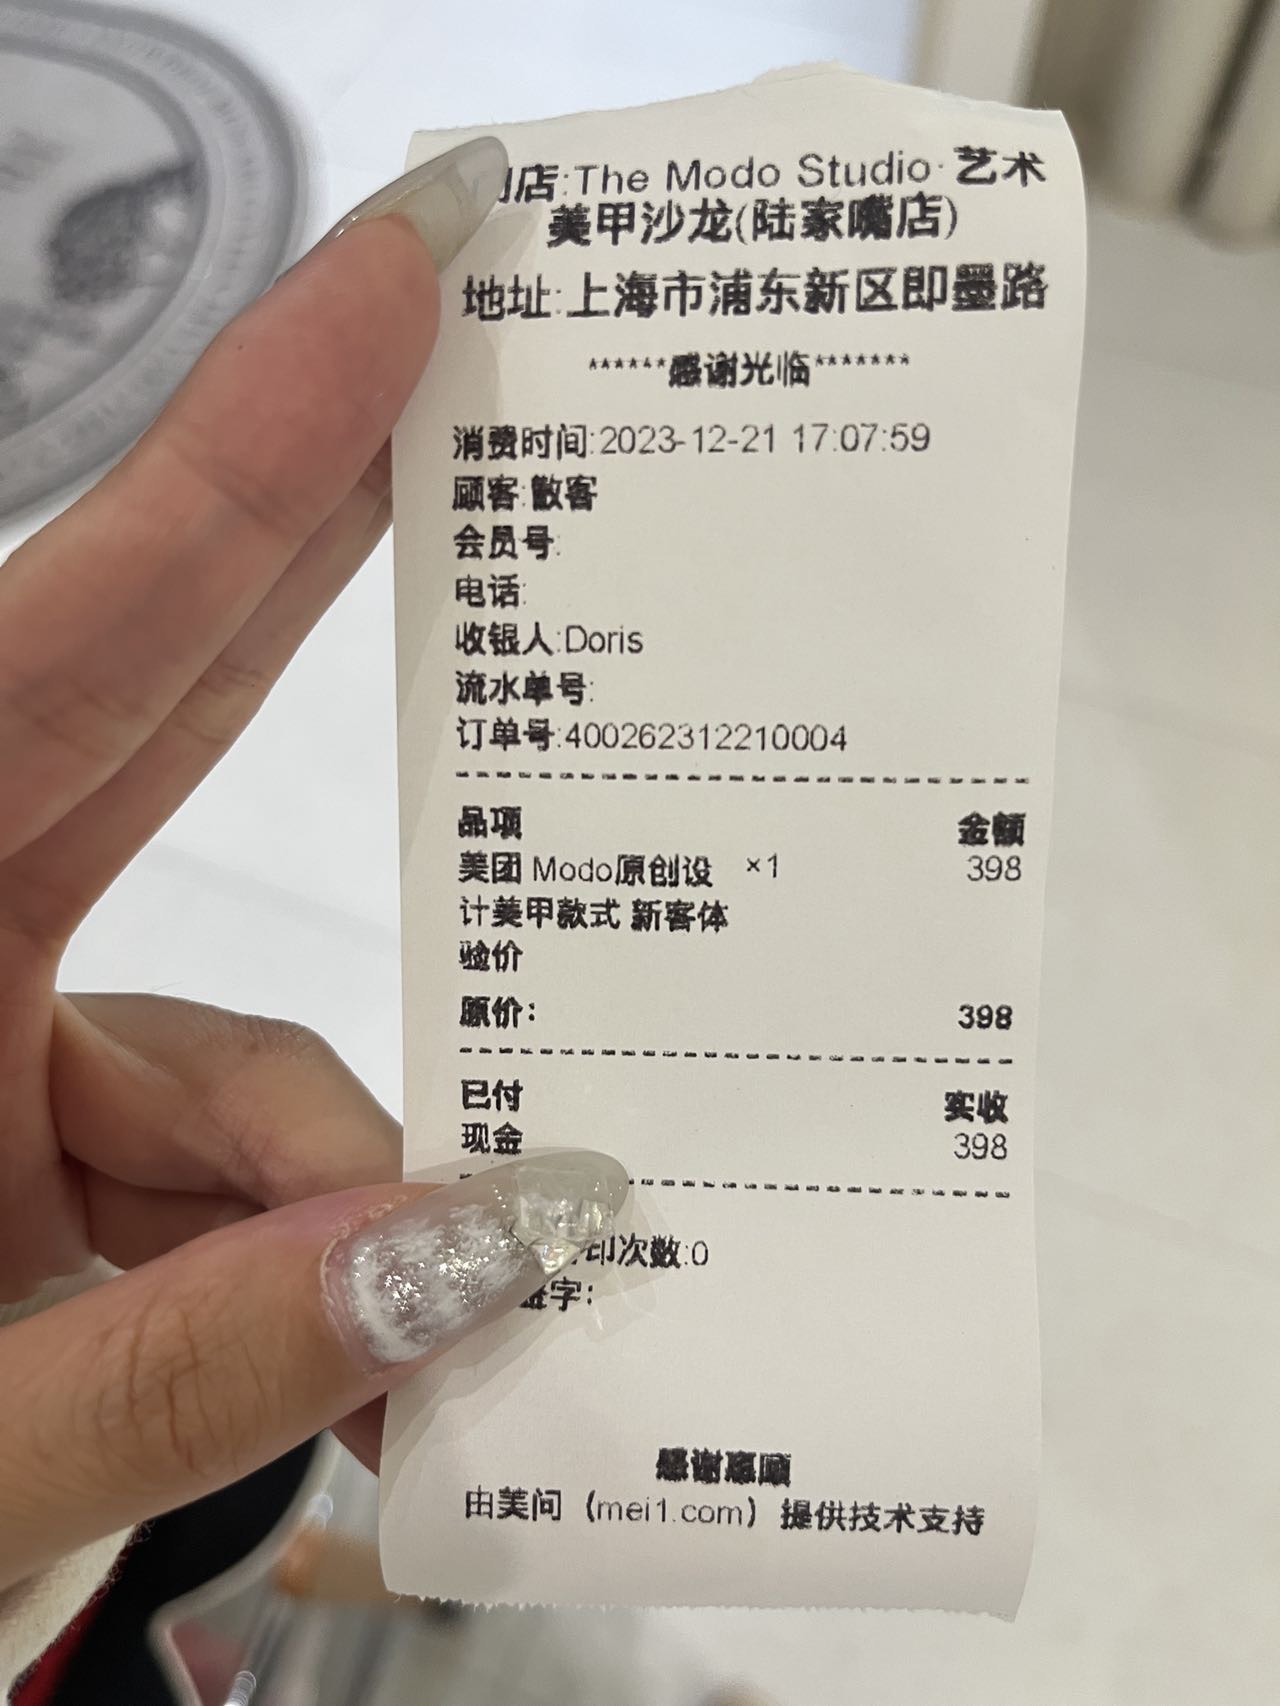 店:The Modo Studio·艺术
美甲沙龙(陆家嘴店)
地址:上海市浦东新区即墨路
******感谢光临*******
消费时间:2023-12-21 17:07:59
顾客:散客
会员号:
电话:
收银人:Doris
流水单号:
订单号:400262312210004
品项 金额
美团 Modo原创设 ×1 398
计美甲款式 新客体
验价
原价: 398
已付 实收
现金 398
印次数:0
签字:
感谢惠顾
由美问（mei1.com）提供技术支持